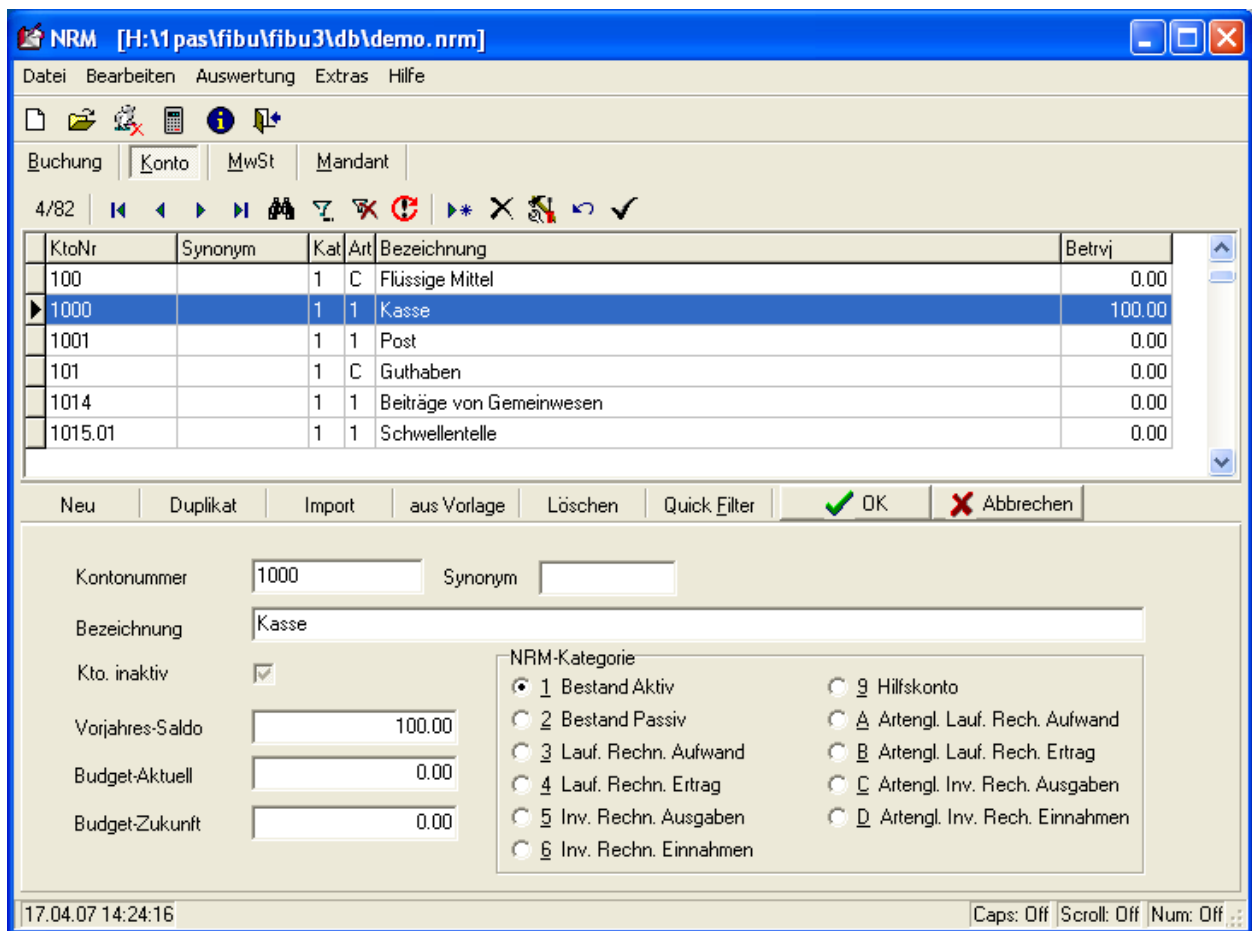 NRM [H:\1pas\fibu\fibu3\db\demo.nrm]
Datei Bearbeiten Auswertung Extras Hilfe
Buchung Konto MwSt Mandant
4/82
KtoNr Synonym Kat Art Bezeichnung Betrvj
100 1 C Flüssige Mittel 0.00
1000 1 1 Kasse 100.00
1001 1 1 Post 0.00
101 1 C Guthaben 0.00
1014 1 1 Beiträge von Gemeinwesen 0.00
1015.01 1 1 Schwellentelle 0.00
Neu Duplikat Import aus Vorlage Löschen Quick Filter OK Abbrechen
Kontonummer 1000 Synonym
Bezeichnung Kasse
Kto. inaktiv
Vorjahres-Saldo 100.00
Budget-Aktuell 0.00
Budget-Zukunft 0.00
NRM-Kategorie
1 Bestand Aktiv
2 Bestand Passiv
3 Lauf. Rechn. Aufwand
4 Lauf. Rechn. Ertrag
5 Inv. Rechn. Ausgaben
6 Inv. Rechn. Einnahmen
9 Hilfskonto
A Artengl. Lauf. Rech. Aufwand
B Artengl. Lauf. Rech. Ertrag
C Artengl. Inv. Rech. Ausgaben
D Artengl. Inv. Rech. Einnahmen
17.04.07 14:24:16 Caps: Off Scroll: Off Num: Off